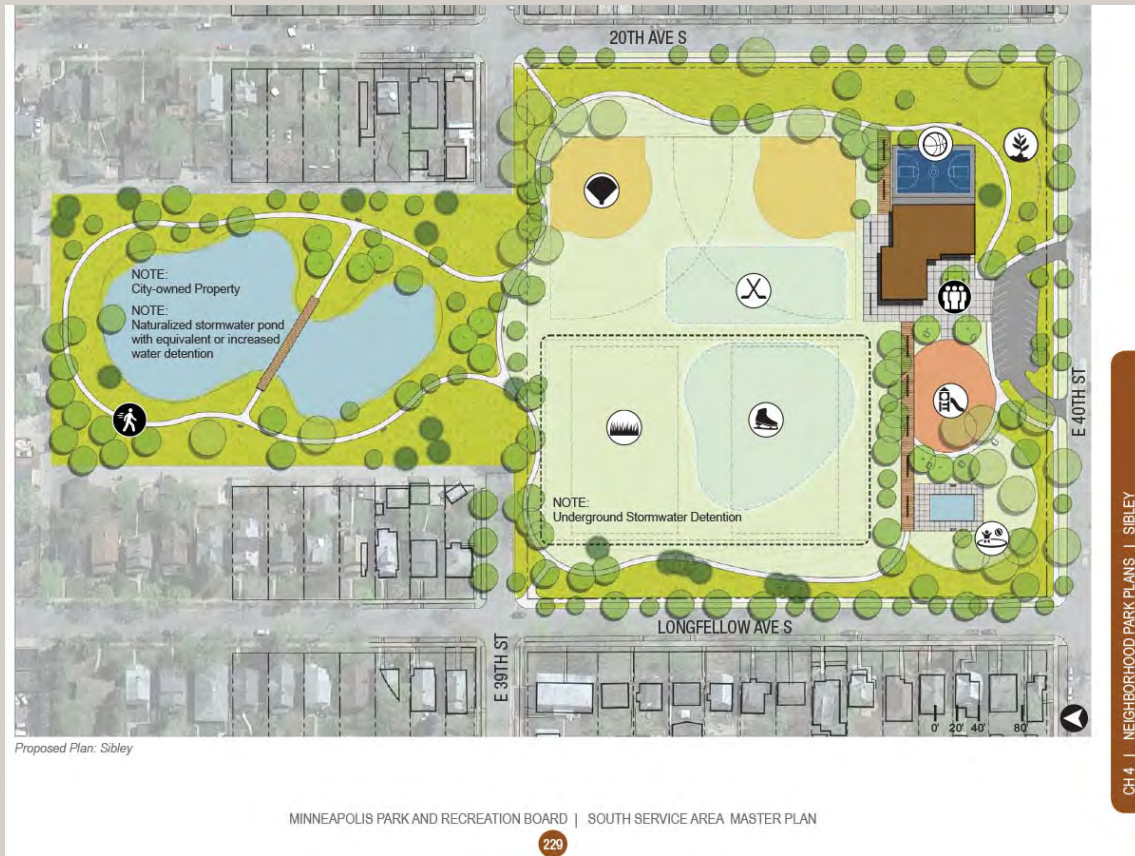 20TH AVE S
NOTE:
City-owned Property
NOTE:
Naturalized stormwater pond
with equivalent or increased
water detention
NOTE:
Underground Stormwater Detention
E 40TH ST
LONGFELLOW AVE S
E 39TH ST
0' 20' 40' 80'
Proposed Plan: Sibley
CH 4 | NEIGHBORHOOD PARK PLANS | SIBLEY
MINNEAPOLIS PARK AND RECREATION BOARD | SOUTH SERVICE AREA MASTER PLAN
229